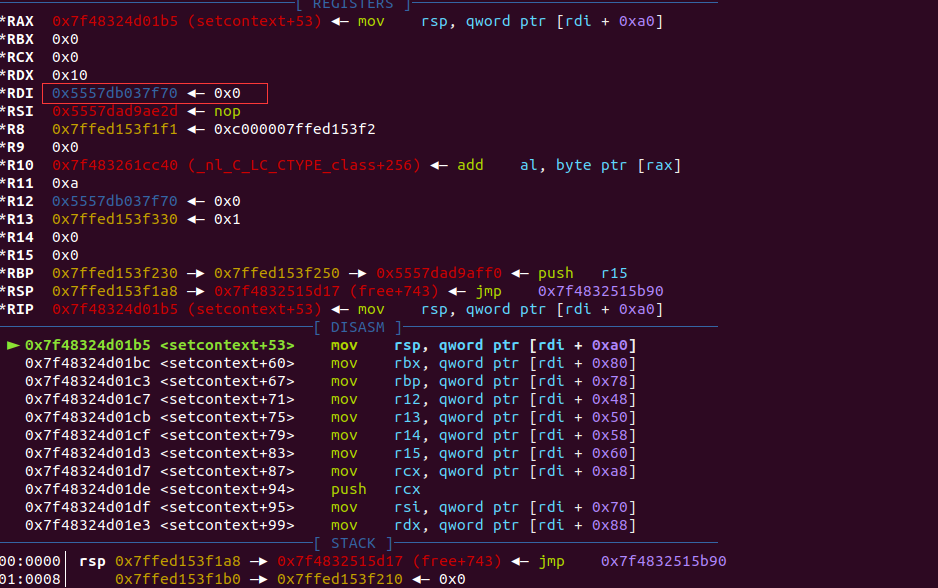 [ REGISTERS ]
*RAX  0x7f48324d01b5 (setcontext+53) ◂— mov    rsp, qword ptr [rdi + 0xa0]
*RBX  0x0
*RCX  0x0
*RDX  0x10
*RDI  0x5557db037f70 ◂— 0x0
*RSI  0x5557dad9ae2d ◂— nop
*R8   0x7ffed153f1f1 ◂— 0xc000007ffed153f2
*R9   0x0
*R10  0x7f483261cc40 (_nl_C_LC_CTYPE_class+256) ◂— add    al, byte ptr [rax]
*R11  0xa
*R12  0x5557db037f70 ◂— 0x0
*R13  0x7ffed153f330 ◂— 0x1
*R14  0x0
*R15  0x0
*RBP  0x7ffed153f230 —▸ 0x7ffed153f250 —▸ 0x5557dad9aff0 ◂— push   r15
*RSP  0x7ffed153f1a8 —▸ 0x7f4832515d17 (free+743) ◂— jmp    0x7f4832515b90
*RIP  0x7f48324d01b5 (setcontext+53) ◂— mov    rsp, qword ptr [rdi + 0xa0]
[ DISASM ]
► 0x7f48324d01b5 <setcontext+53>    mov    rsp, qword ptr [rdi + 0xa0]
0x7f48324d01bc <setcontext+60>    mov    rbx, qword ptr [rdi + 0x80]
0x7f48324d01c3 <setcontext+67>    mov    rbp, qword ptr [rdi + 0x78]
0x7f48324d01c7 <setcontext+71>    mov    r12, qword ptr [rdi + 0x48]
0x7f48324d01cb <setcontext+75>    mov    r13, qword ptr [rdi + 0x50]
0x7f48324d01cf <setcontext+79>    mov    r14, qword ptr [rdi + 0x58]
0x7f48324d01d3 <setcontext+83>    mov    r15, qword ptr [rdi + 0x60]
0x7f48324d01d7 <setcontext+87>    mov    rcx, qword ptr [rdi + 0xa8]
0x7f48324d01de <setcontext+94>    push   rcx
0x7f48324d01df <setcontext+95>    mov    rsi, qword ptr [rdi + 0x70]
0x7f48324d01e3 <setcontext+99>    mov    rdx, qword ptr [rdi + 0x88]
[ STACK ]
00:0000│ rsp 0x7ffed153f1a8 —▸ 0x7f4832515d17 (free+743) ◂— jmp    0x7f4832515b90
01:0008│     0x7ffed153f1b0 —▸ 0x7ffed153f210 ◂— 0x0